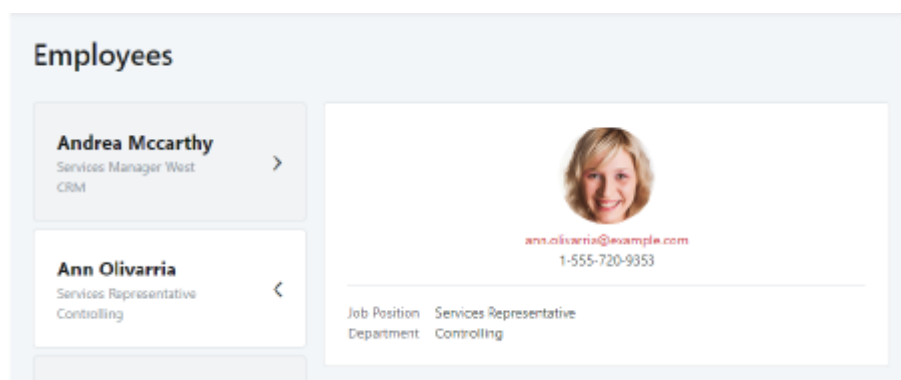 Employees
Andrea Mccarthy
Services Manager West
CRM
Ann Olivarria
Services Representative
Controlling
ann.olivarria@example.com
1-555-720-9353
Job Position Services Representative
Department Controlling